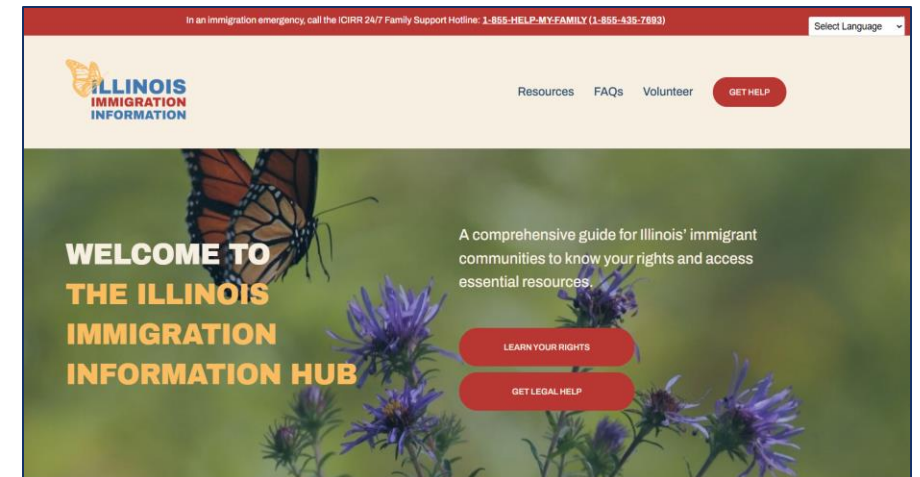 In an immigration emergency, call the ICIRR 24/7 Family Support Hotline: 1-855-HELP-MY-FAMILY (1-855-435-7693)
Select Language
ILLINOIS
IMMIGRATION
INFORMATION
Resources FAQs Volunteer GET HELP
WELCOME TO
THE ILLINOIS
IMMIGRATION
INFORMATION HUB
A comprehensive guide for Illinois' immigrant
communities to know your rights and access
essential resources.
LEARN YOUR RIGHTS
GET LEGAL HELP